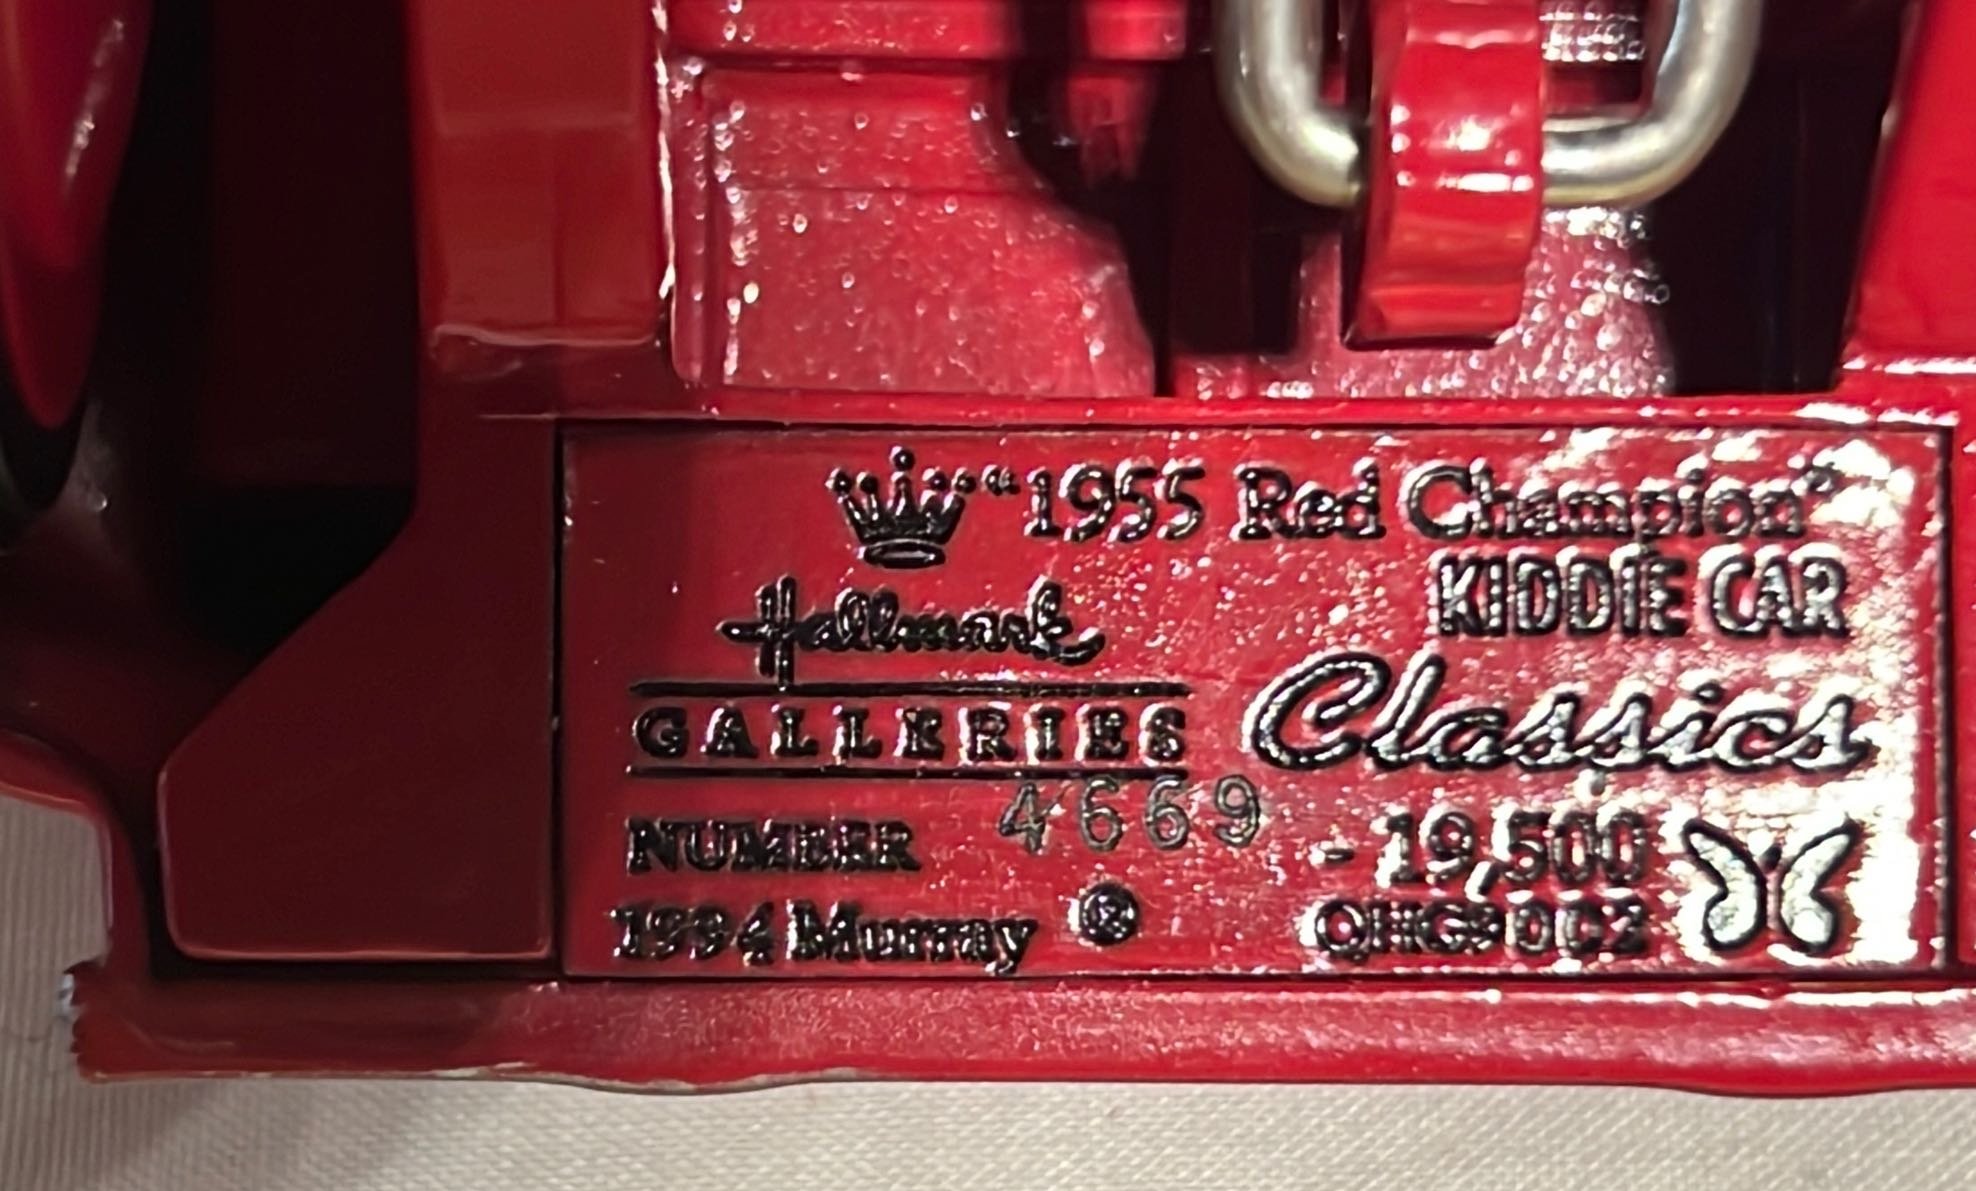 "1955 Red Champion"
KIDDIE CAR
Classics
Hallmark
GALLERIES
NUMBER 4669 - 19,500
1994 Murray ® QHG9002